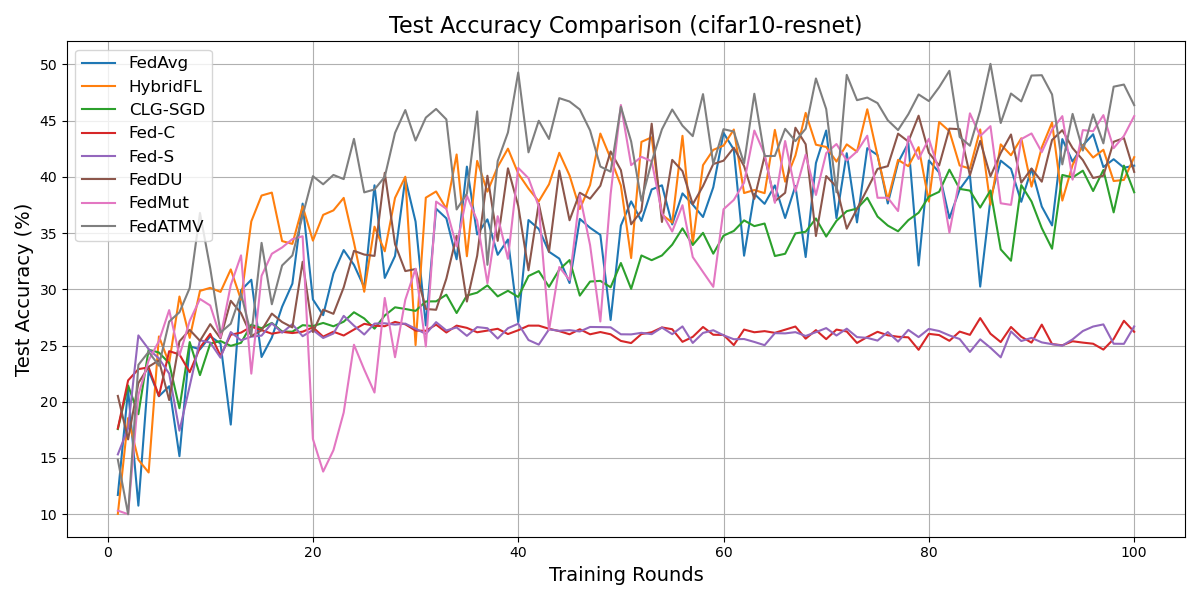 Test Accuracy Comparison (cifar10-resnet)
Test Accuracy (%)
50
45
40
35
30
25
20
15
10
FedAvg
HybridFL
CLG-SGD
Fed-C
Fed-S
FedDU
FedMut
FedATMV
0 20 40 60 80 100
Training Rounds